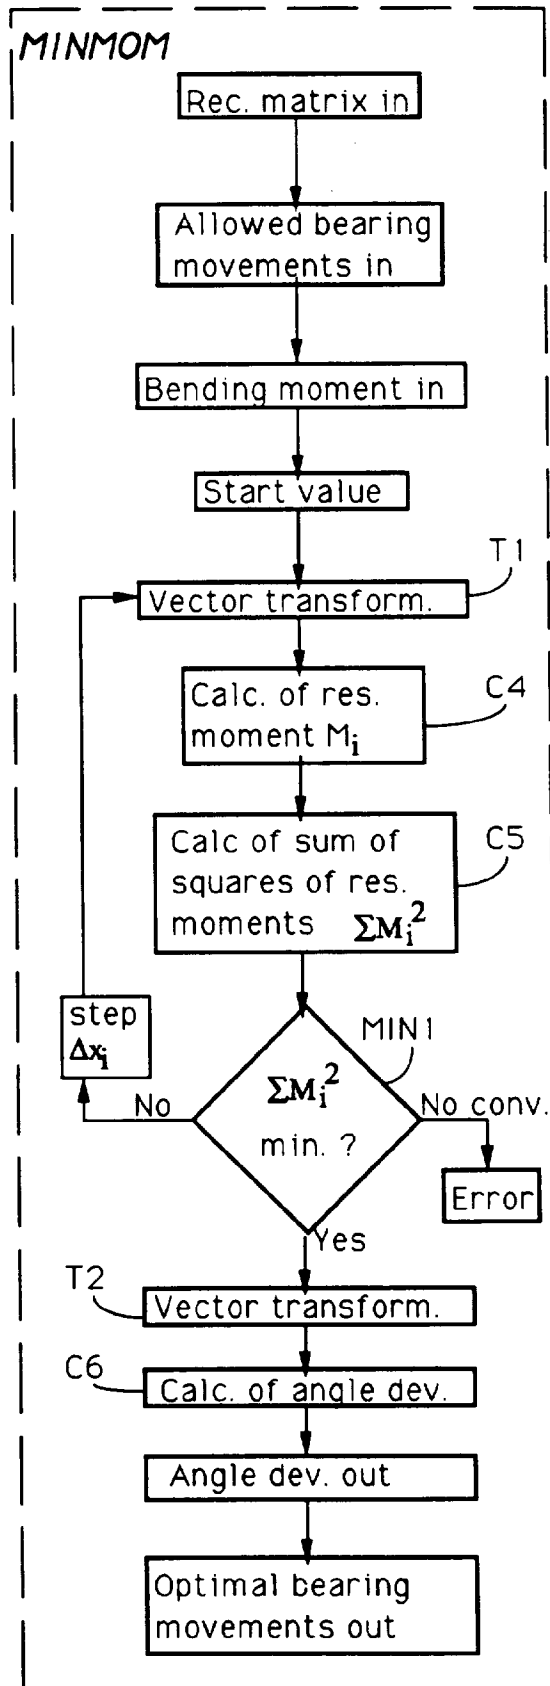 MINMOM
Rec. matrix in
Allowed bearing
movements in
Bending moment in
Start value
T1
Vector transform.
Calc. of res.
moment Mᵢ
C4
Calc of sum of
squares of res.
moments ΣMᵢ²
C5
step
Δxᵢ
MIN1
ΣMᵢ²
min. ?
No
No conv.
Error
Yes
T2
Vector transform.
C6
Calc. of angle dev.
Angle dev. out
Optimal bearing
movements out